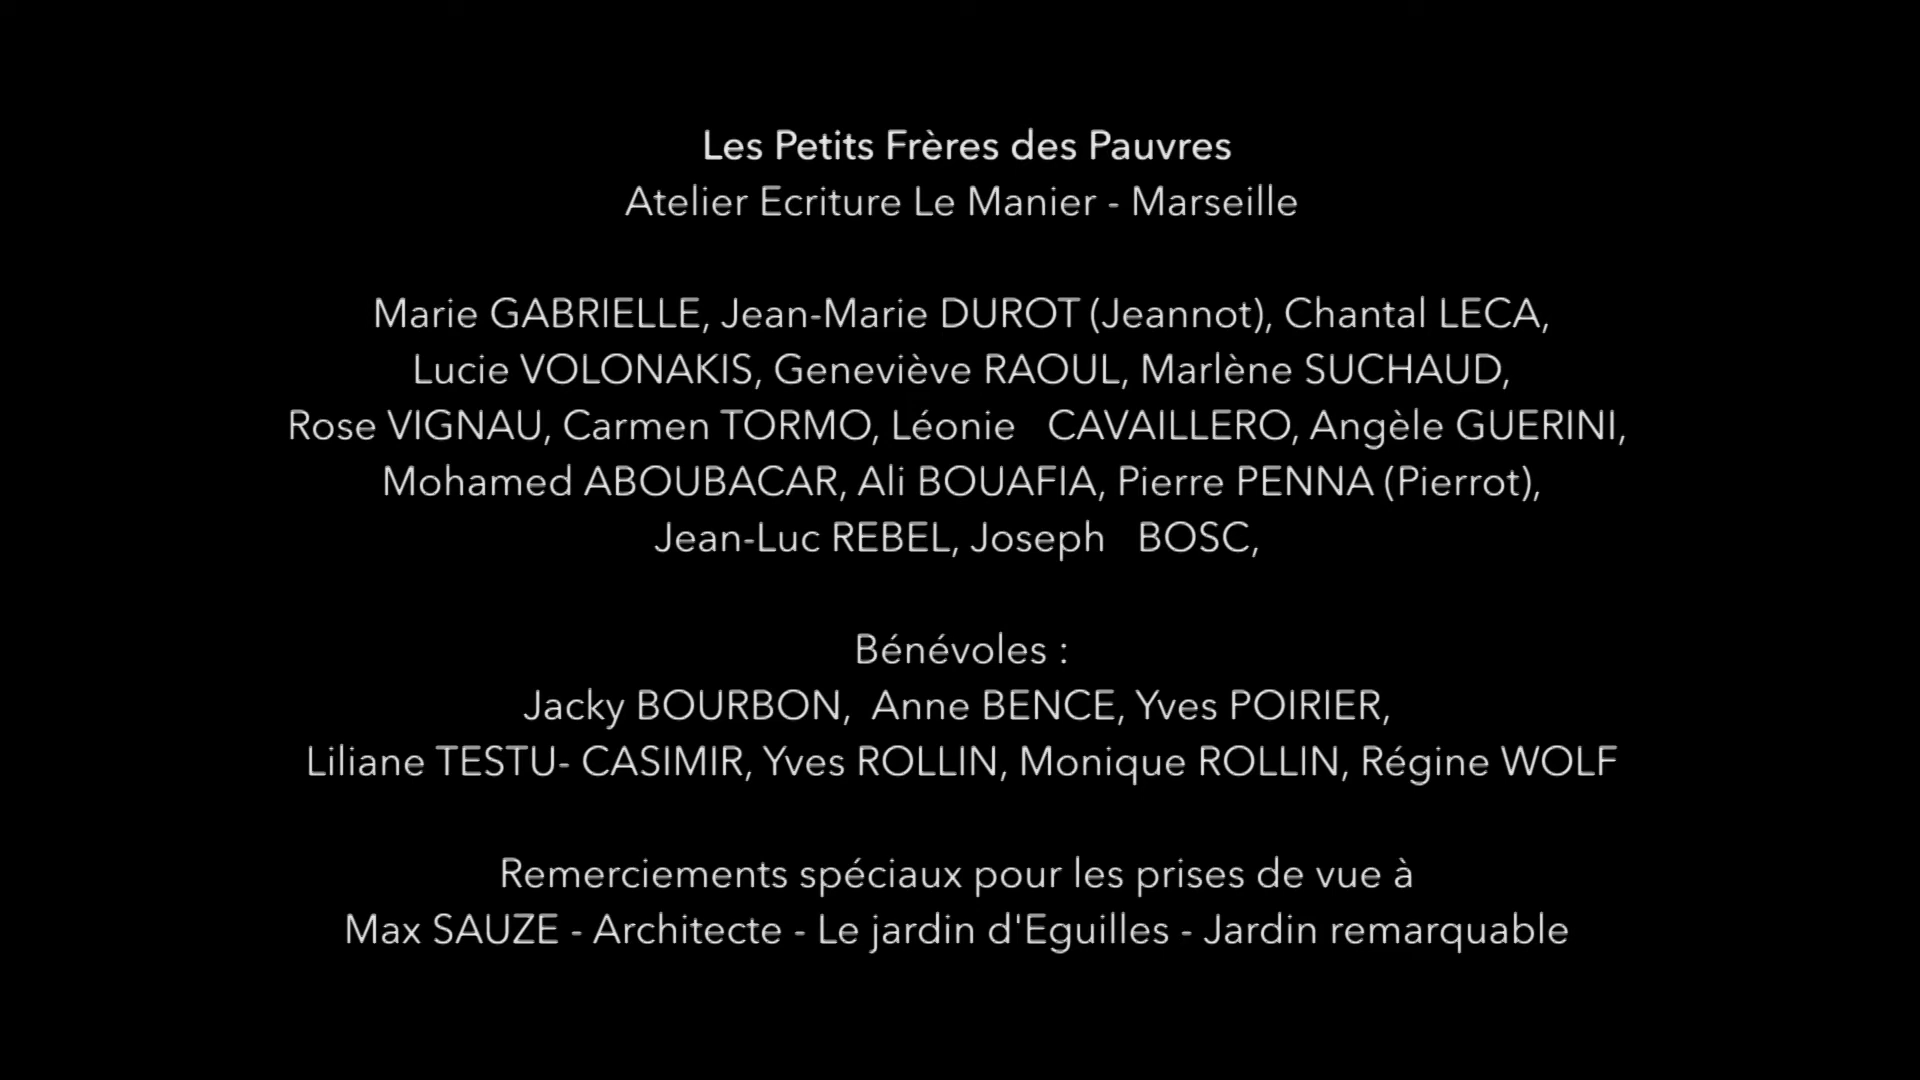 Les Petits Frères des Pauvres
Atelier Ecriture Le Manier - Marseille
Marie GABRIELLE, Jean-Marie DUROT (Jeannot), Chantal LECA,
Lucie VOLONAKIS, Geneviève RAOUL, Marlène SUCHAUD,
Rose VIGNAU, Carmen TORMO, Léonie   CAVAILLERO, Angèle GUERINI,
Mohamed ABOUBACAR, Ali BOUAFIA, Pierre PENNA (Pierrot),
Jean-Luc REBEL, Joseph   BOSC,
Bénévoles :
Jacky BOURBON,  Anne BENCE, Yves POIRIER,
Liliane TESTU- CASIMIR, Yves ROLLIN, Monique ROLLIN, Régine WOLF
Remerciements spéciaux pour les prises de vue à
Max SAUZE - Architecte - Le jardin d'Eguilles - Jardin remarquable